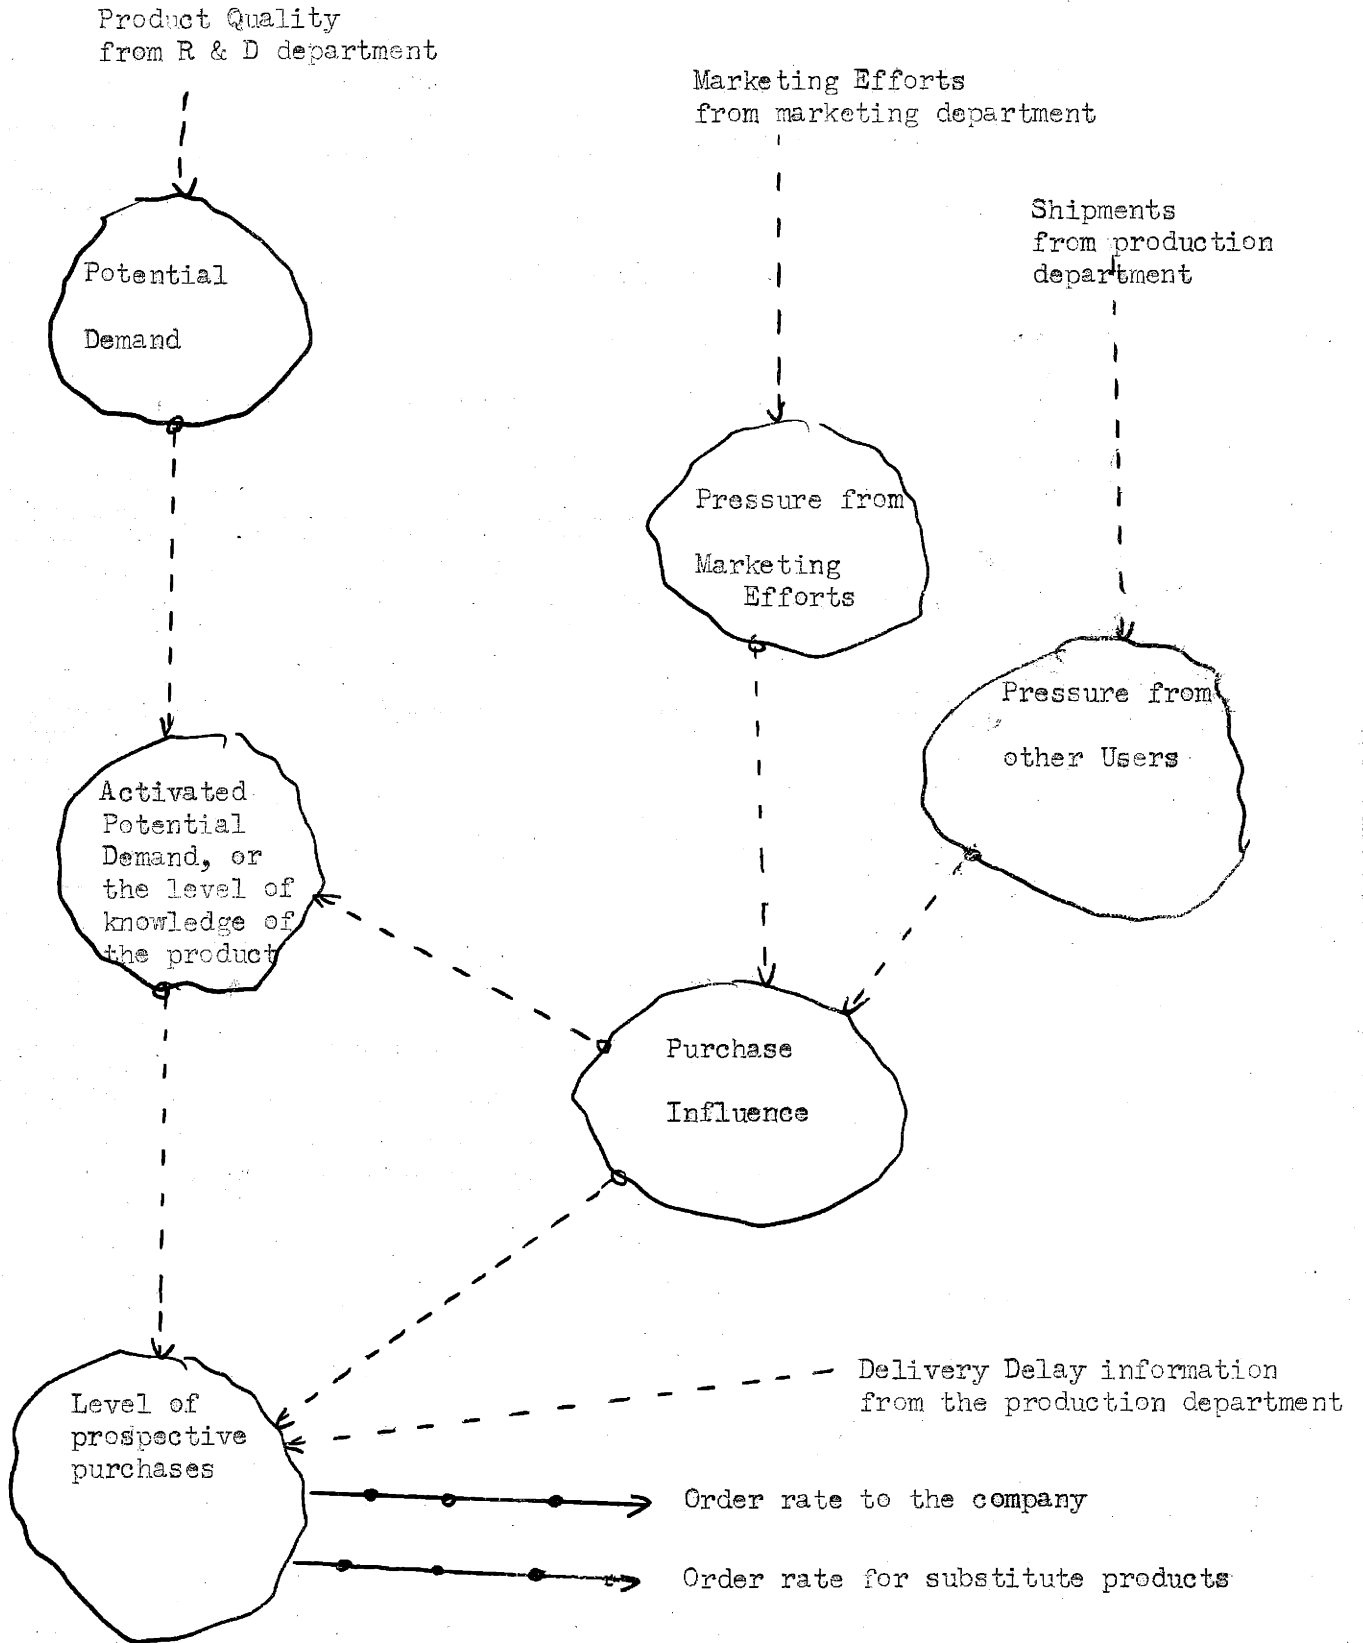 Product Quality
from R & D department
Marketing Efforts
from marketing department
Shipments
from production
department
Potential
Demand
Pressure from
Marketing
Efforts
Pressure from
other Users
Activated
Potential
Demand, or
the level of
knowledge of
the product
Purchase
Influence
Level of
prospective
purchases
Delivery Delay information
from the production department
Order rate to the company
Order rate for substitute products